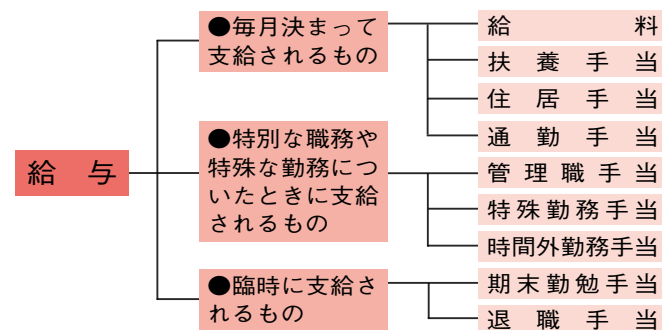 給与
●毎月決まって
支給されるもの
給料
扶養手当
住居手当
通勤手当
●特別な職務や
特殊な勤務につ
いたときに支給
されるもの
管理職手当
特殊勤務手当
時間外勤務手当
●臨時に支給さ
れるもの
期末勤勉手当
退職手当